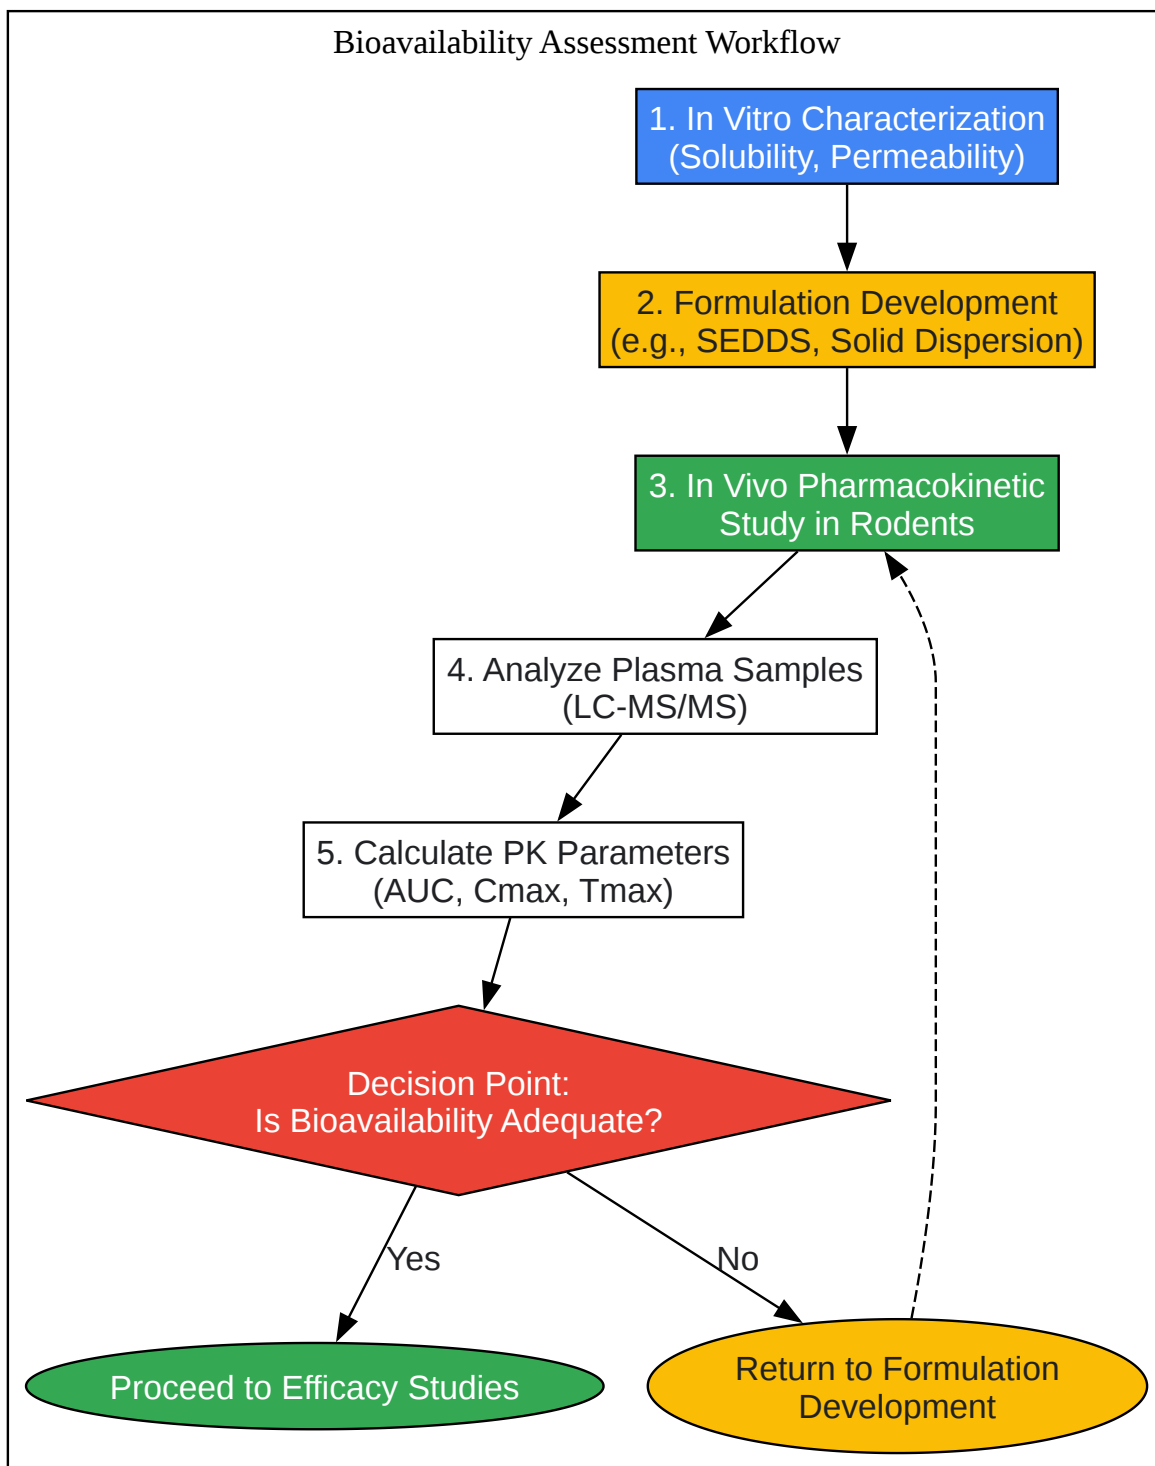 Bioavailability Assessment Workflow
1. In Vitro Characterization
(Solubility, Permeability)
2. Formulation Development
(e.g., SEDDS, Solid Dispersion)
3. In Vivo Pharmacokinetic
Study in Rodents
4. Analyze Plasma Samples
(LC-MS/MS)
5. Calculate PK Parameters
(AUC, Cmax, Tmax)
Decision Point:
Is Bioavailability Adequate?
Yes
No
Proceed to Efficacy Studies
Return to Formulation
Development